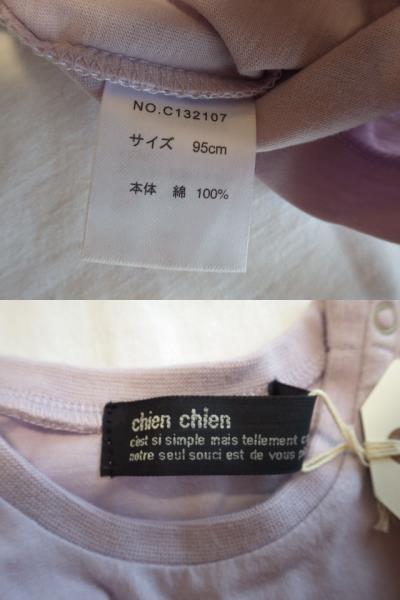 NO.C132107
サイズ 95cm
本体 綿 100%
chien chien
c'est si simple mais tellement
notre seul souci est de vous